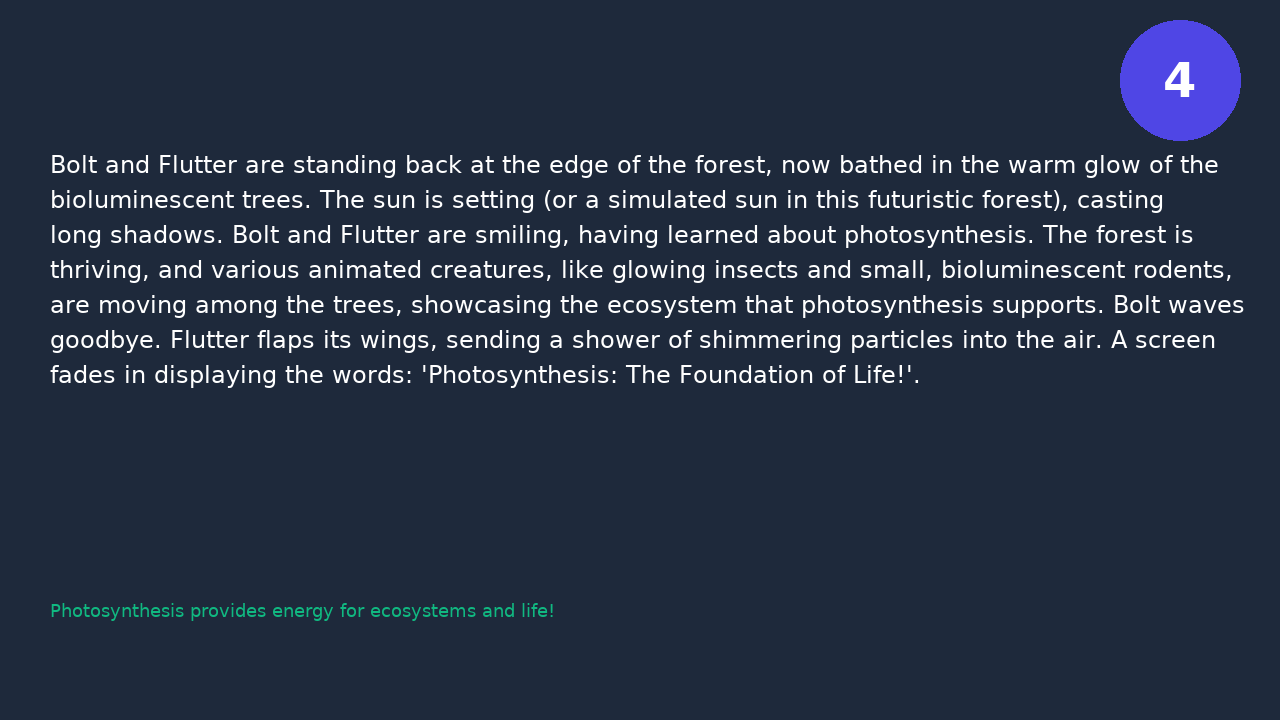 4
Bolt and Flutter are standing back at the edge of the forest, now bathed in the warm glow of the
bioluminescent trees. The sun is setting (or a simulated sun in this futuristic forest), casting
long shadows. Bolt and Flutter are smiling, having learned about photosynthesis. The forest is
thriving, and various animated creatures, like glowing insects and small, bioluminescent rodents,
are moving among the trees, showcasing the ecosystem that photosynthesis supports. Bolt waves
goodbye. Flutter flaps its wings, sending a shower of shimmering particles into the air. A screen
fades in displaying the words: 'Photosynthesis: The Foundation of Life!'.
Photosynthesis provides energy for ecosystems and life!